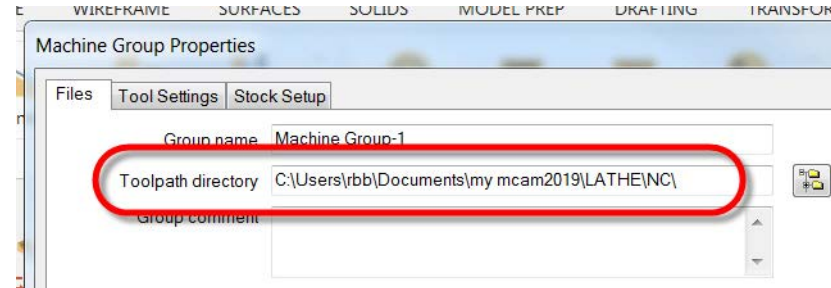 WIREFRAME SURFACES SOLIDS MODEL PREP DRAFTING TRANSFOR
Machine Group Properties
Files Tool Settings Stock Setup
Group name Machine Group-1
Toolpath directory C:\Users\rbb\Documents\my mcam2019\LATHE\NC\
Group comment